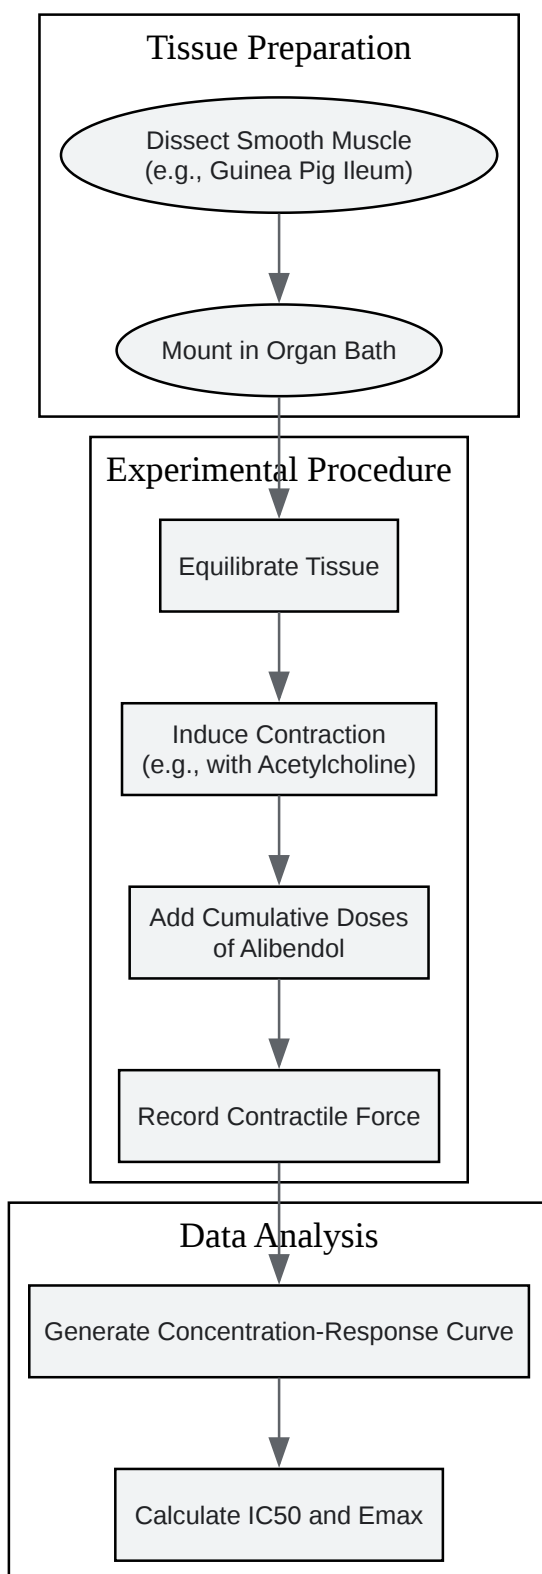 Tissue Preparation
Dissect Smooth Muscle
(e.g., Guinea Pig Ileum)
Mount in Organ Bath
Experimental Procedure
Equilibrate Tissue
Induce Contraction
(e.g., with Acetylcholine)
Add Cumulative Doses
of Alibendol
Record Contractile Force
Data Analysis
Generate Concentration-Response Curve
Calculate IC50 and Emax